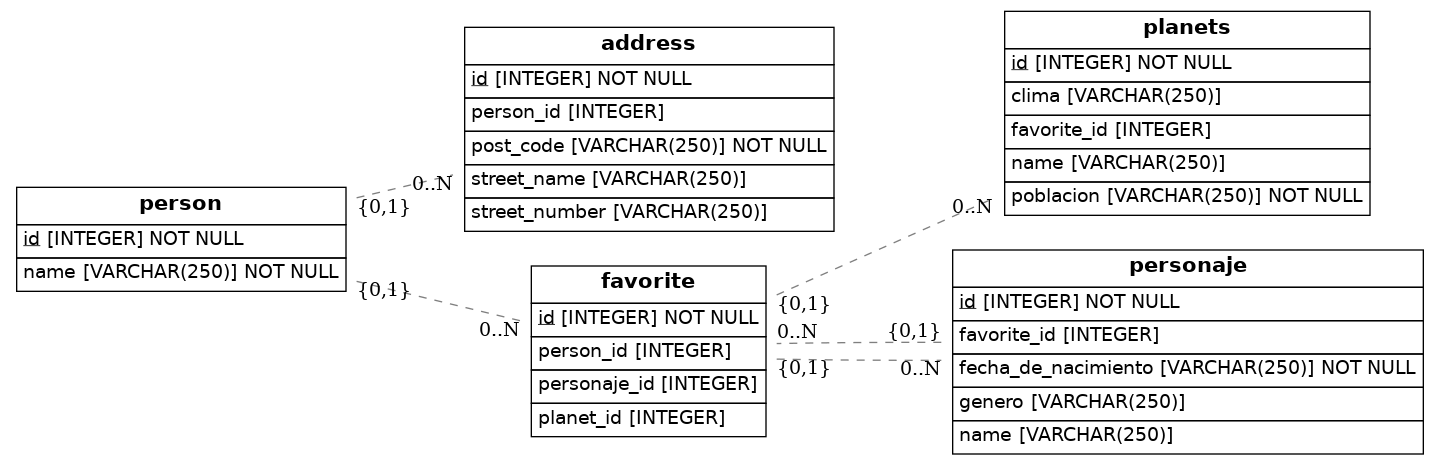 person
id [INTEGER] NOT NULL
name [VARCHAR(250)] NOT NULL
{0,1}
0..N
{0,1}
0..N
address
id [INTEGER] NOT NULL
person_id [INTEGER]
post_code [VARCHAR(250)] NOT NULL
street_name [VARCHAR(250)]
street_number [VARCHAR(250)]
favorite
id [INTEGER] NOT NULL
person_id [INTEGER]
personaje_id [INTEGER]
planet_id [INTEGER]
0..N
{0,1}
0..N
{0,1}
{0,1}
0..N
planets
id [INTEGER] NOT NULL
clima [VARCHAR(250)]
favorite_id [INTEGER]
name [VARCHAR(250)]
poblacion [VARCHAR(250)] NOT NULL
personaje
id [INTEGER] NOT NULL
favorite_id [INTEGER]
fecha_de_nacimiento [VARCHAR(250)] NOT NULL
genero [VARCHAR(250)]
name [VARCHAR(250)]